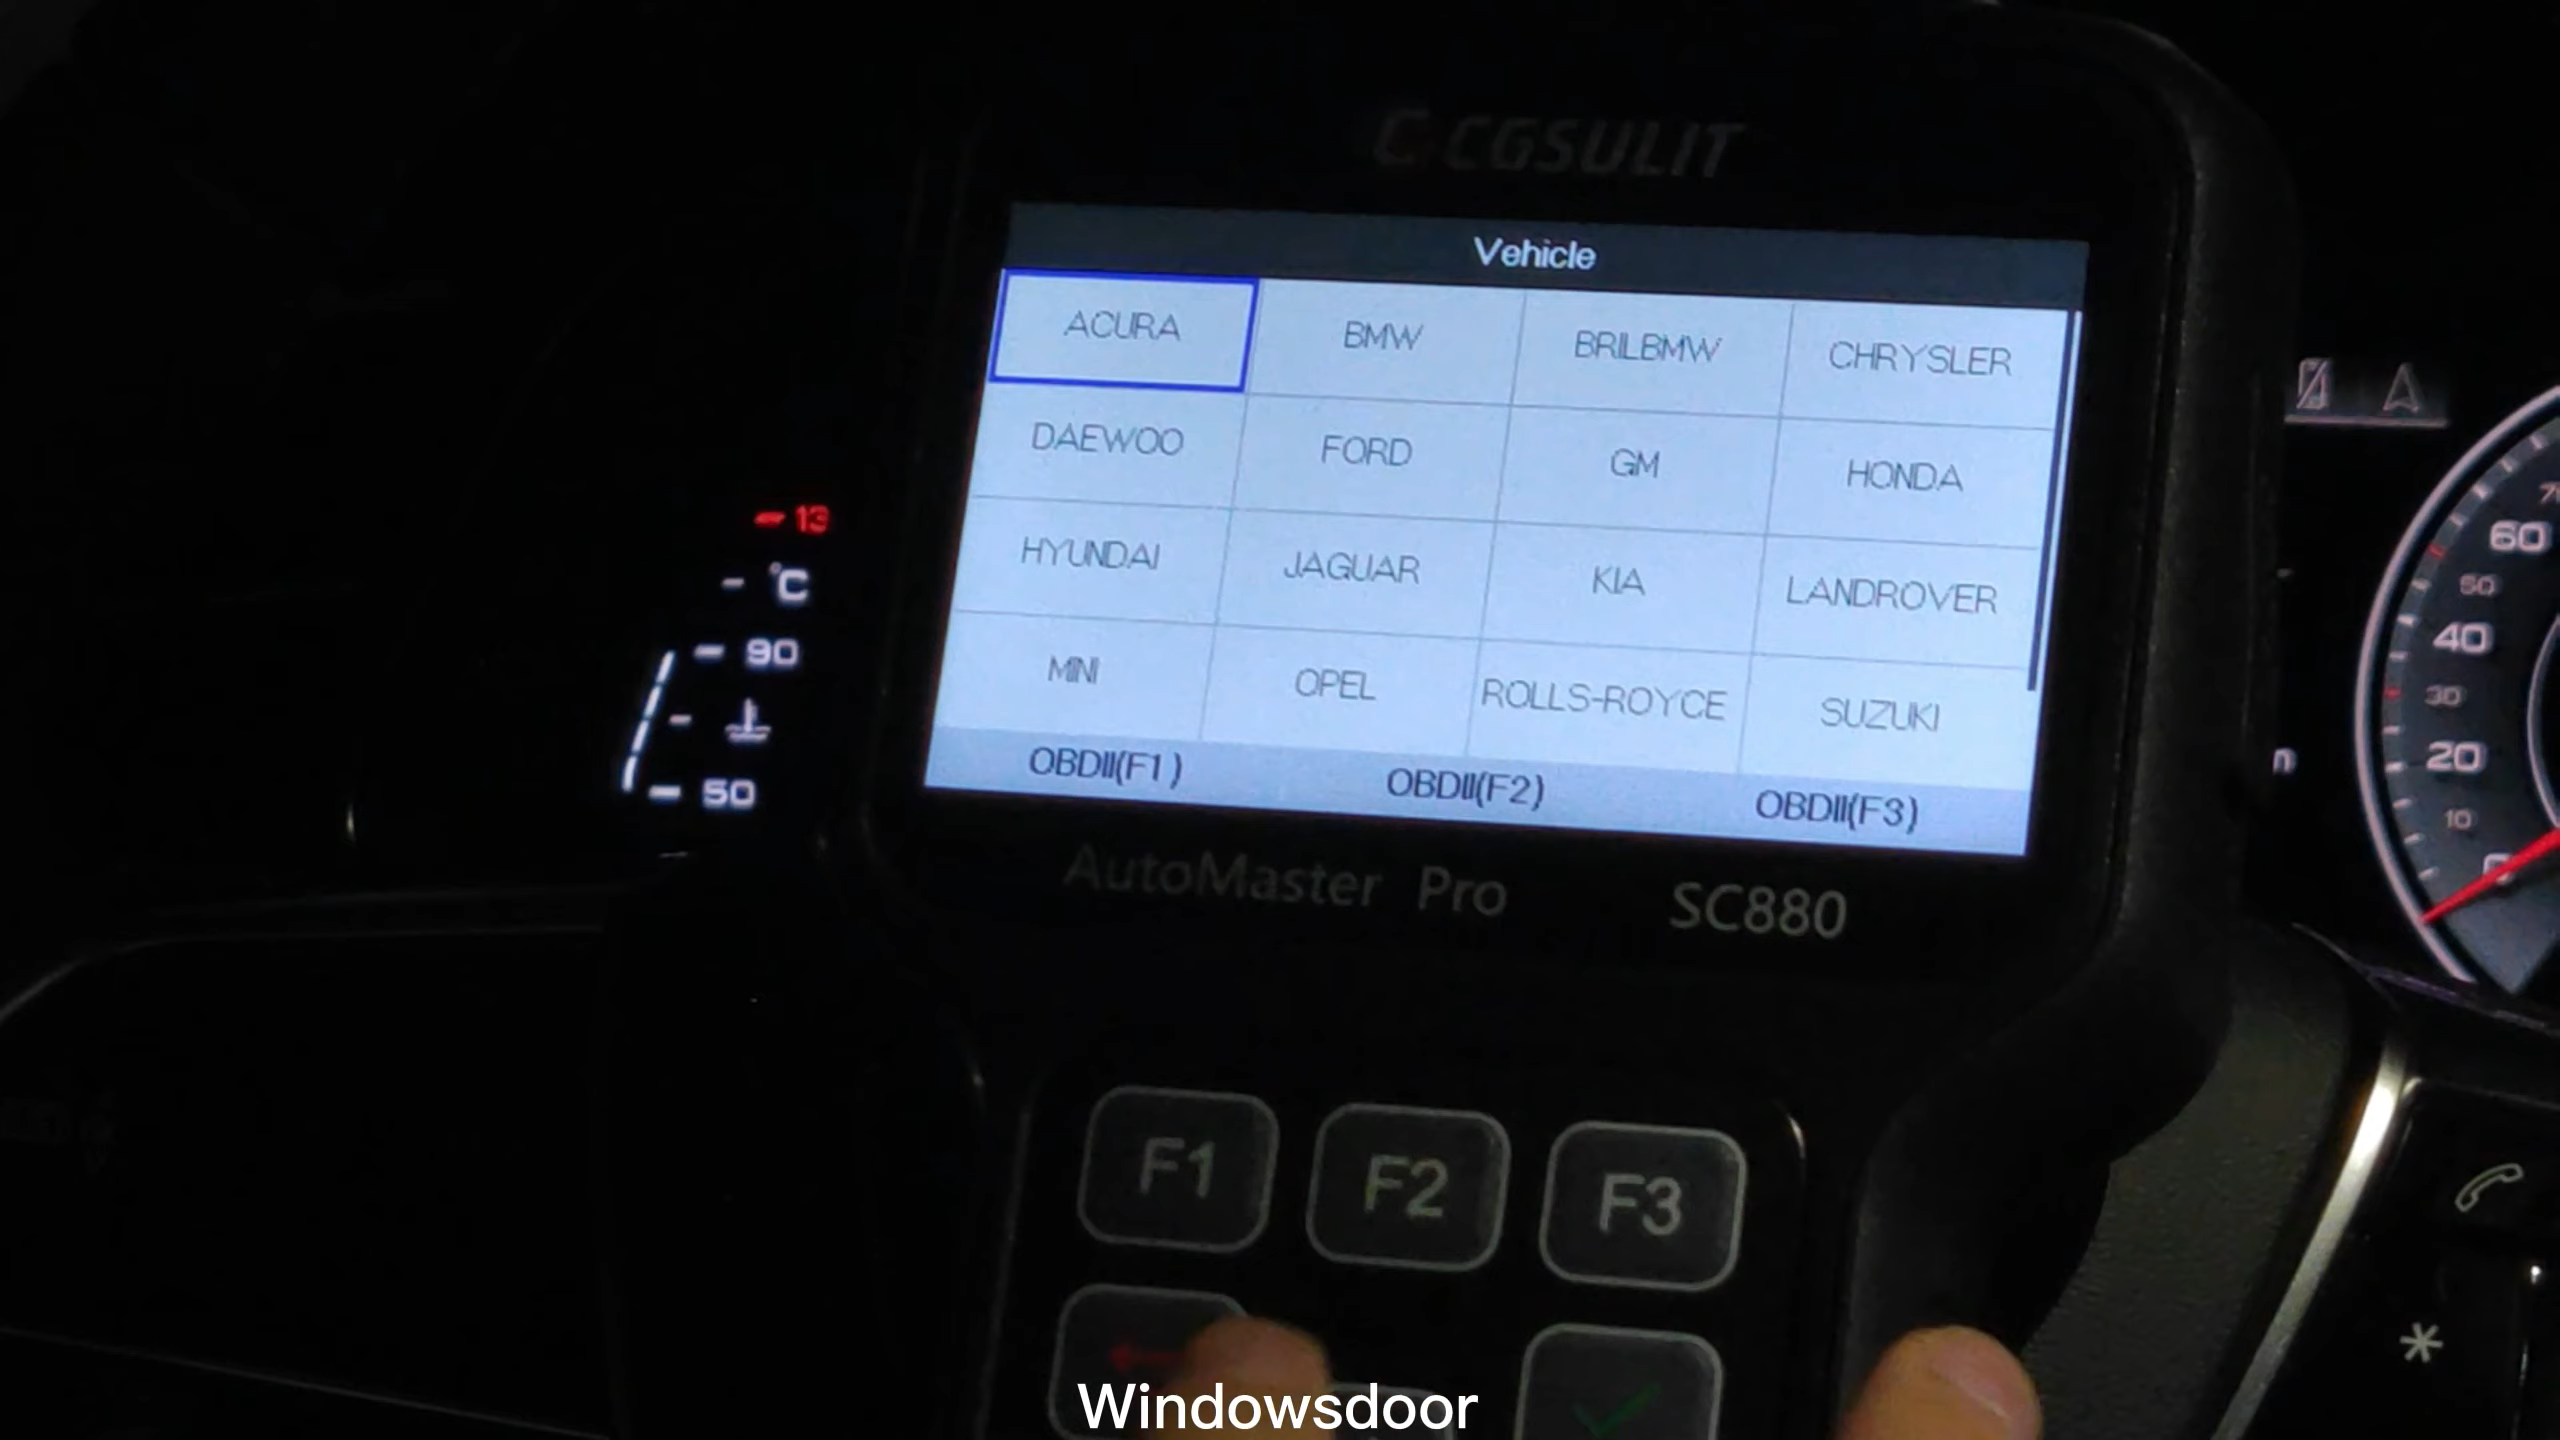 CGSULIT
Vehicle
ACURA BMW BRILBMW CHRYSLER
DAEWOO FORD GM HONDA
HYUNDAI JAGUAR KIA LANDROVER
MINI OPEL ROLLS-ROYCE SUZUKI
OBDII(F1) OBDII(F2) OBDII(F3)
AutoMaster Pro SC880
13
°C
90
50
60
50
40
30
20
10
0
n
F1 F2 F3
*
Windowsdoor